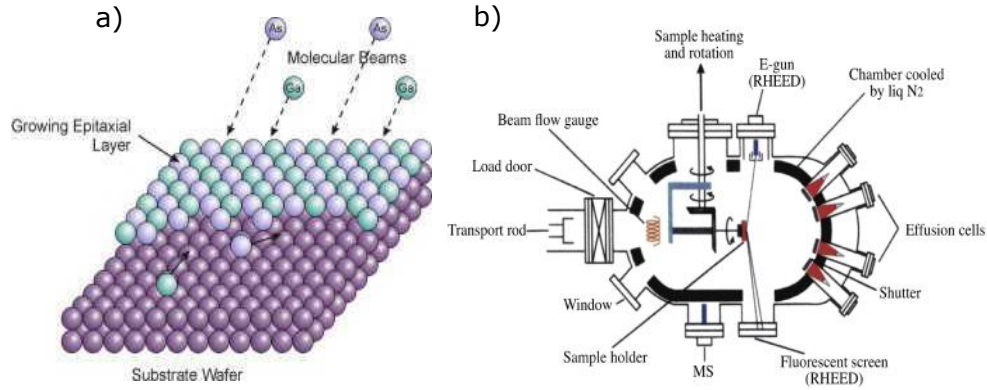 a)
As
As
Molecular Beams
Ga
Ga
Growing Epitaxial
Layer
Substrate Wafer
b)
Sample heating
and rotation
E-gun
(RHEED)
Chamber cooled
by liq N2
Beam flow gauge
Load door
Transport rod
Effusion cells
Window
Shutter
Sample holder
MS
Fluorescent screen
(RHEED)